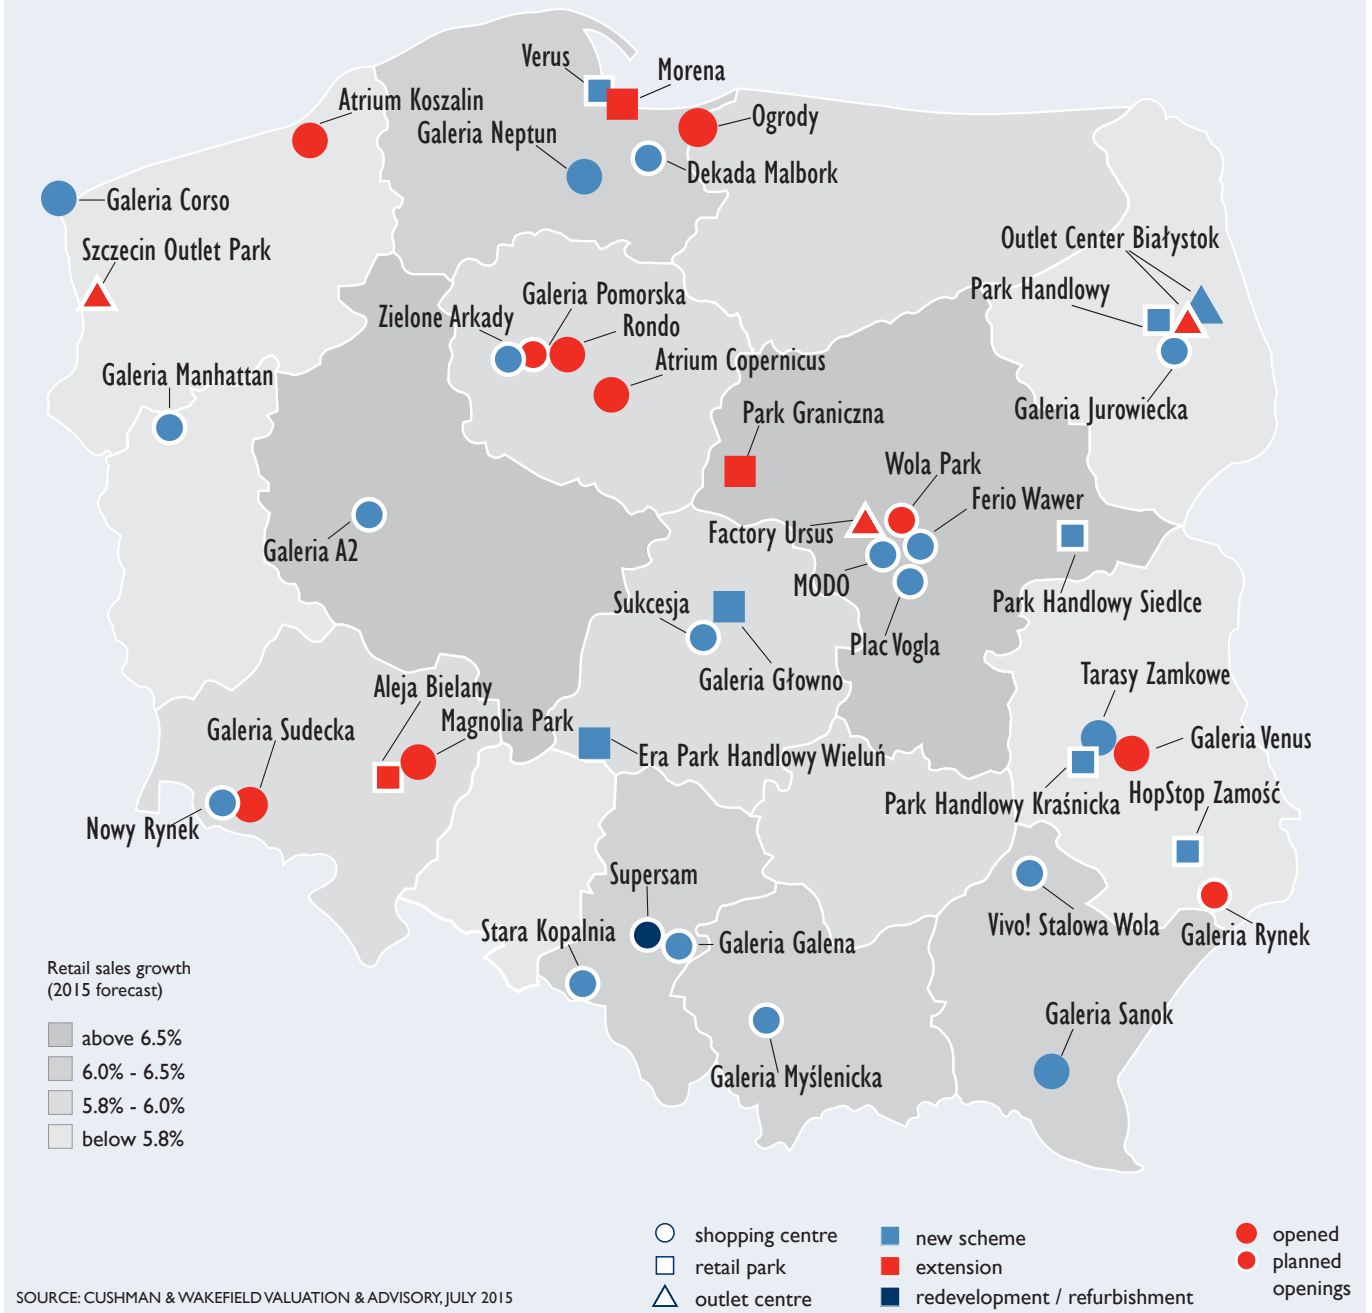 Verus
Morena
Atrium Koszalin
Ogrody
Galeria Neptun
Dekada Malbork
Galeria Corso
Szczecin Outlet Park
Outlet Center Białystok
Park Handlowy
Galeria Pomorska
Zielone Arkady
Rondo
Atrium Copernicus
Galeria Manhattan
Galeria Jurowiecka
Park Graniczna
Wola Park
Ferio Wawer
Factory Ursus
Galeria A2
MODO
Park Handlowy Siedlce
Sukcesja
Plac Vogla
Galeria Głowno
Tarasy Zamkowe
Aleja Bielany
Magnolia Park
Galeria Sudecka
Galeria Venus
Era Park Handlowy Wieluń
Park Handlowy Kraśnicka
HopStop Zamość
Nowy Rynek
Supersam
Stara Kopalnia
Galeria Galena
Vivo! Stalowa Wola
Galeria Rynek
Galeria Sanok
Galeria Myślenicka
Retail sales growth
(2015 forecast)
above 6.5%
6.0% - 6.5%
5.8% - 6.0%
below 5.8%
shopping centre
retail park
outlet centre
new scheme
extension
redevelopment / refurbishment
opened
planned
openings
SOURCE: CUSHMAN & WAKEFIELD VALUATION & ADVISORY, JULY 2015